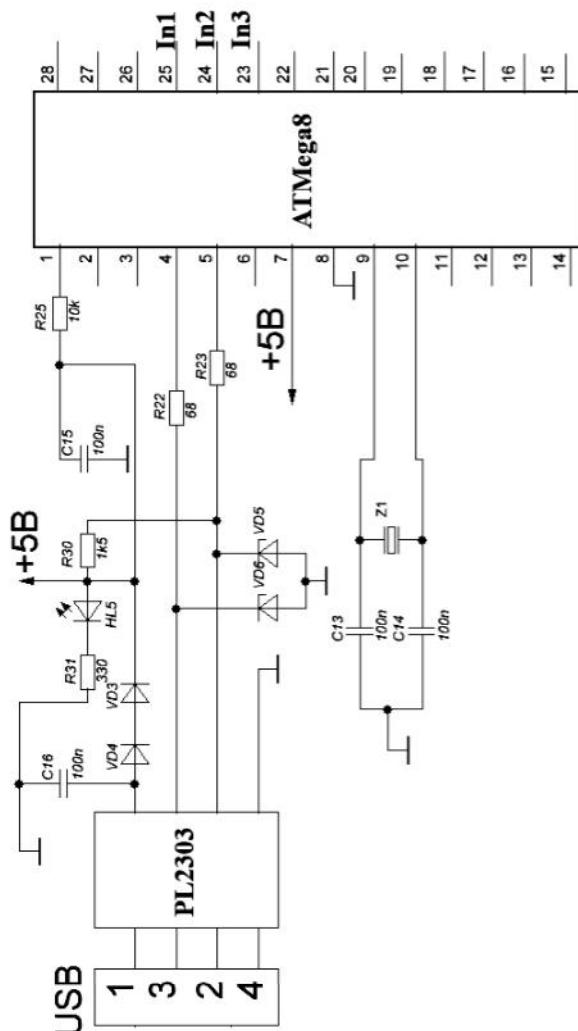 28
27
26
25
24
23
22
21
20
19
18
17
16
15
In1
In2
In3
ATMega8
1
2
3
4
5
6
7
8
9
10
11
12
13
14
R25
10k
C15
100n
R22
68
R23
68
+5В
+5В
R30
1k5
HL5
R31
330
VD3
VD4
C16
100n
VD5
VD6
Z1
C13
100n
C14
100n
PL2303
USB
1
3
2
4